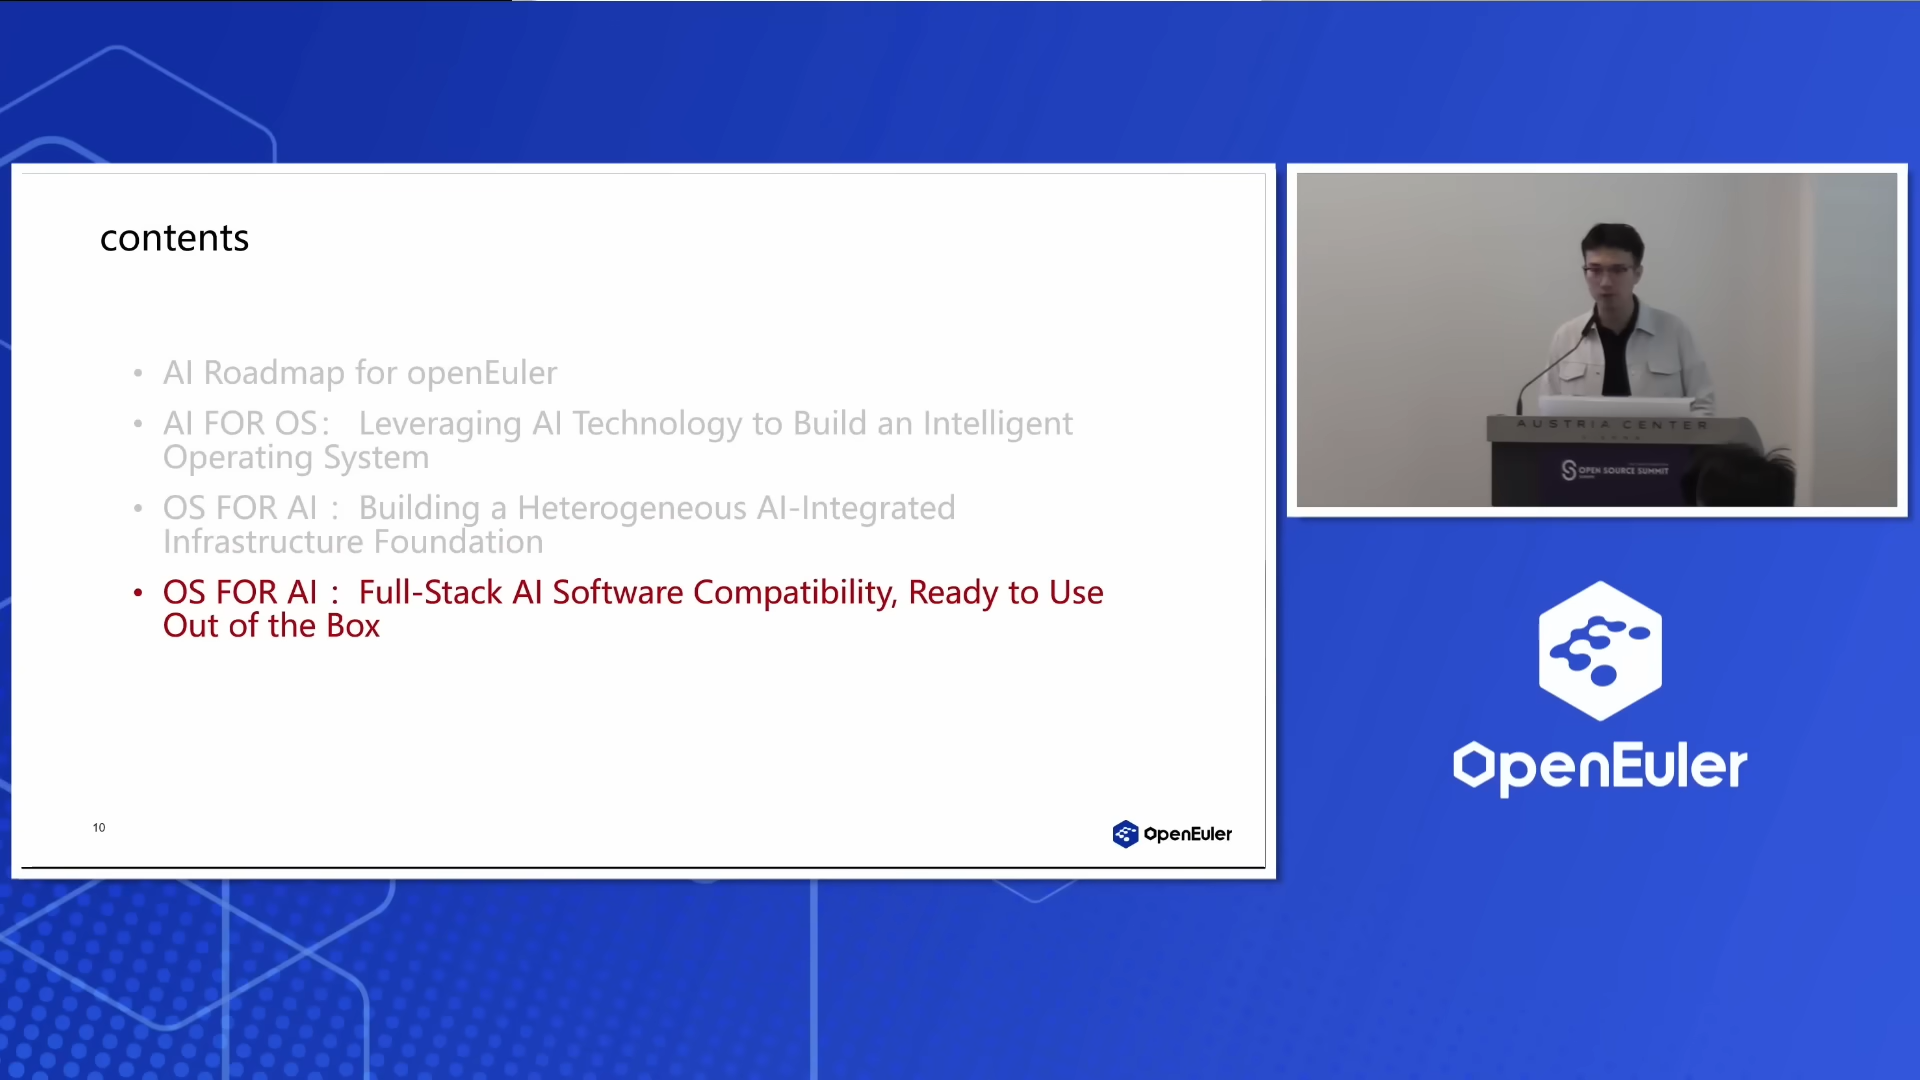 contents
• AI Roadmap for openEuler
• AI FOR OS： Leveraging AI Technology to Build an Intelligent
Operating System
• OS FOR AI： Building a Heterogeneous AI-Integrated
Infrastructure Foundation
• OS FOR AI： Full-Stack AI Software Compatibility, Ready to Use
Out of the Box
10
OpenEuler
AUSTRIA CENTER
OPEN SOURCE SUMMIT
OpenEuler